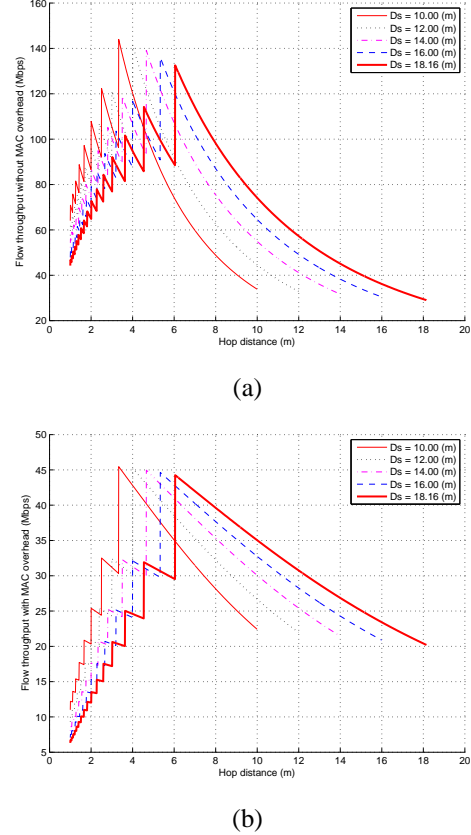 160
140
120
100
80
60
40
20
Flow throughput without MAC overhead (Mbps)
Ds = 10.00 (m)
Ds = 12.00 (m)
Ds = 14.00 (m)
Ds = 16.00 (m)
Ds = 18.16 (m)
0 2 4 6 8 10 12 14 16 18 20
Hop distance (m)
(a)
50
45
40
35
30
25
20
15
10
5
Flow throughput with MAC overhead (Mbps)
Ds = 10.00 (m)
Ds = 12.00 (m)
Ds = 14.00 (m)
Ds = 16.00 (m)
Ds = 18.16 (m)
0 2 4 6 8 10 12 14 16 18 20
Hop distance (m)
(b)